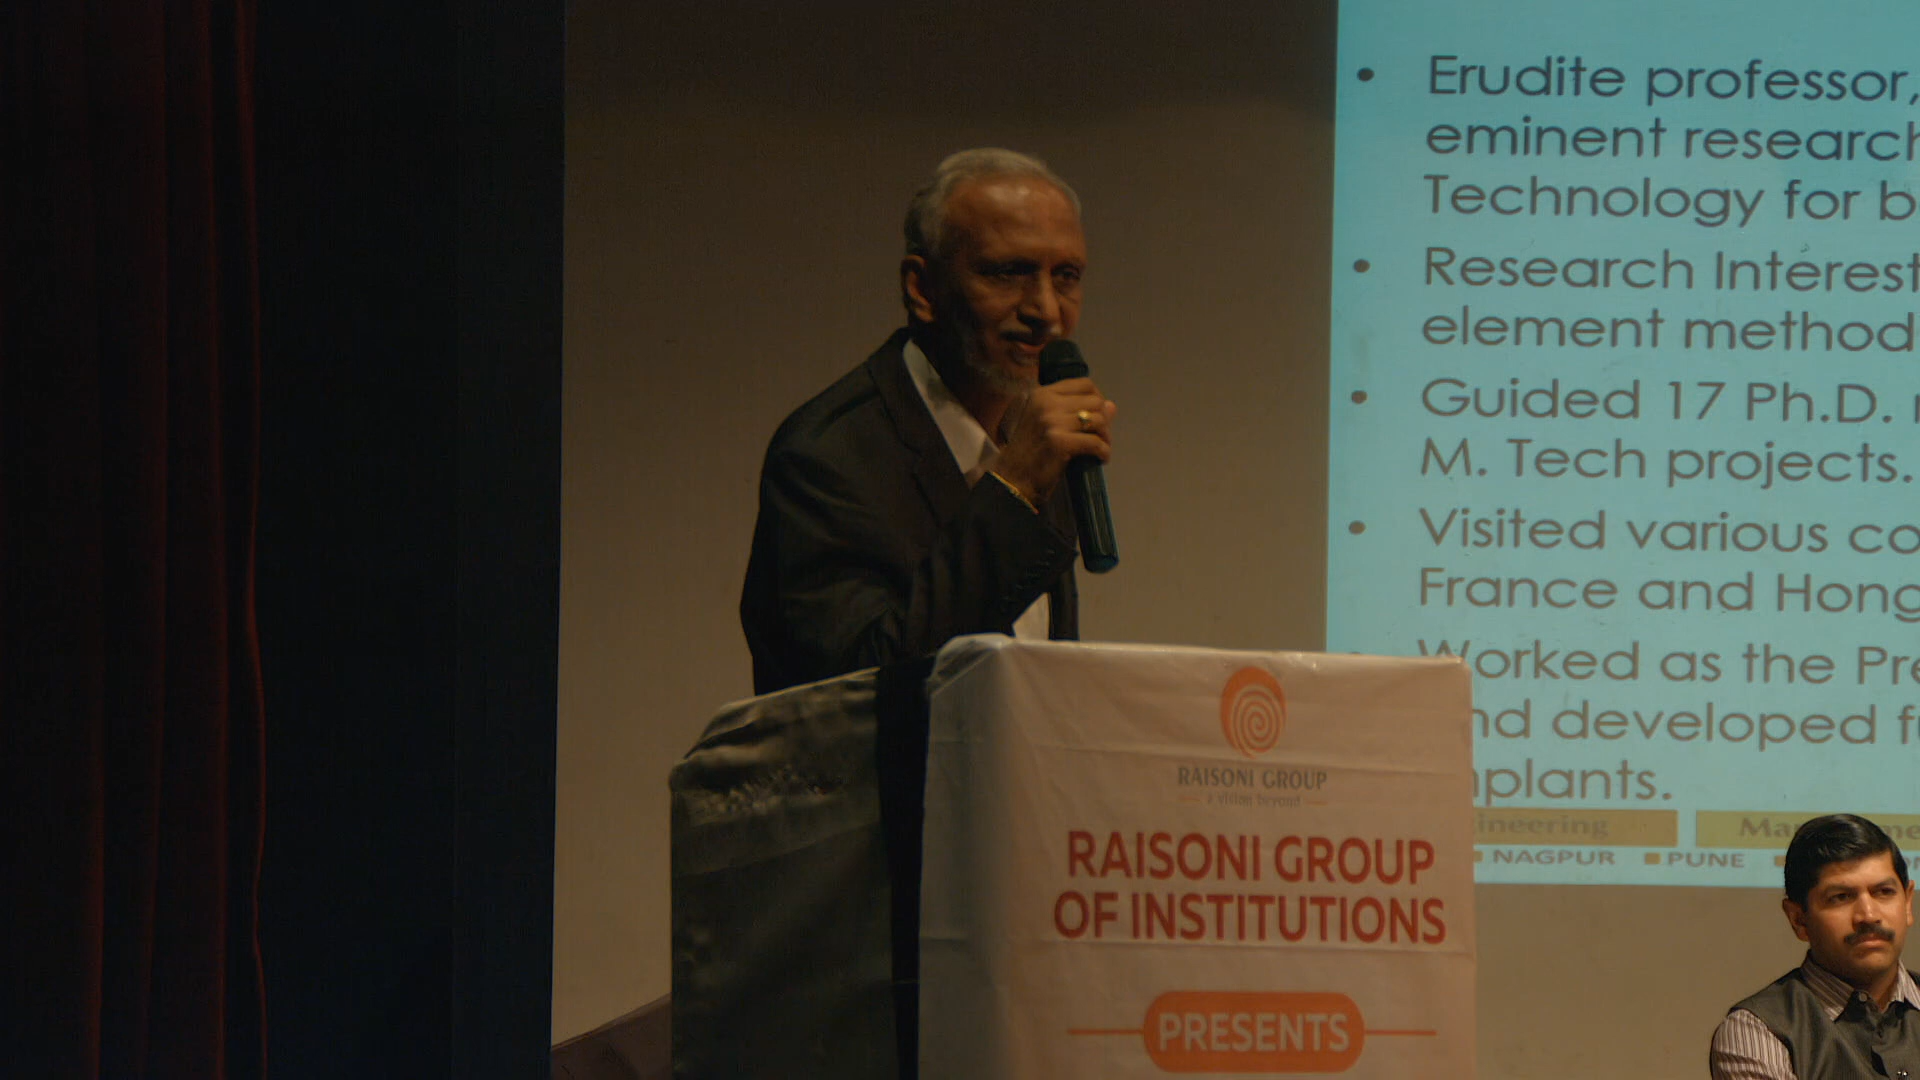 • Erudite professor,
eminent research
Technology for b
• Research Interest
element method
• Guided 17 Ph.D.
M. Tech projects.
• Visited various co
France and Hong
Worked as the Pre
nd developed f
mplants.
ineering
NAGPUR ■ PUNE ■
RAISONI GROUP
a vision beyond
RAISONI GROUP
OF INSTITUTIONS
PRESENTS